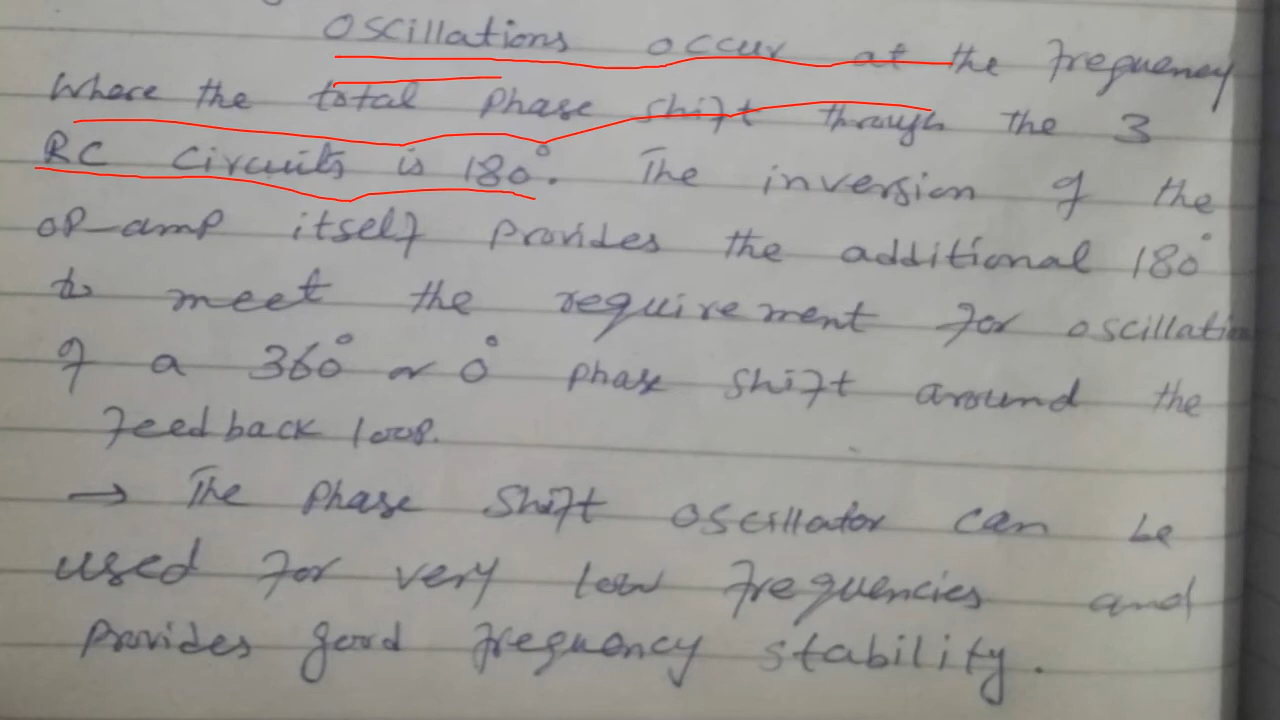 Oscillations occur at the frequency
where the total phase shift through the 3
RC circuits is 180°. The inversion of the
op-amp itself provides the additional 180°
to meet the requirement for oscillation
of a 360° or 0° phase shift around the
feedback loop.
→ The phase shift oscillator can be
used for very low frequencies and
provides good frequency stability.